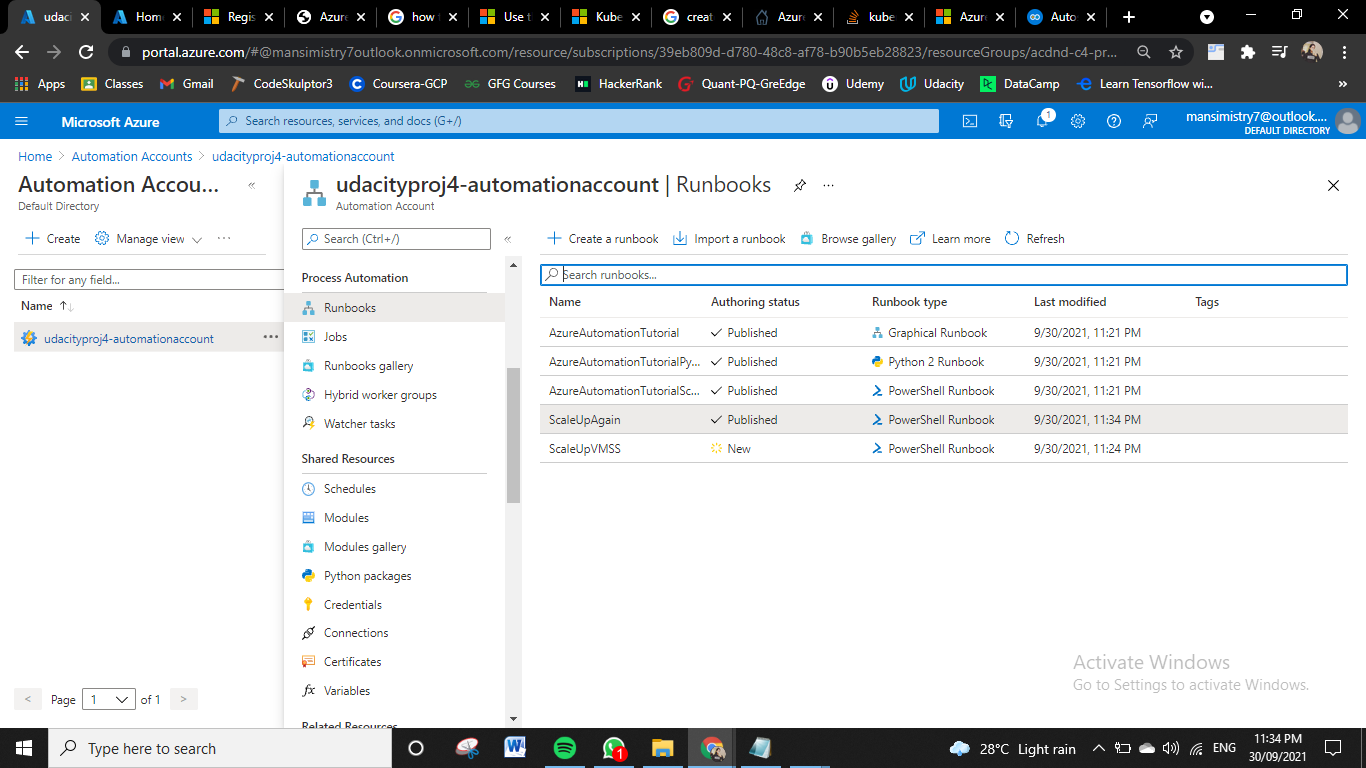 udac
Home
Regis
Azure
how t
Use t
Kube
creat
Azur
kube
Azur
Auto
portal.azure.com/#@mansimistry7outlook.onmicrosoft.com/resource/subscriptions/39eb809d-d780-48c8-af78-b90b5eb28823/resourceGroups/acdnd-c4-pr...
Apps
Classes
Gmail
CodeSkulptor3
Coursera-GCP
GFG Courses
HackerRank
Quant-PQ-GreEdge
Udemy
Udacity
DataCamp
Learn Tensorflow wi...
»
Microsoft Azure
Search resources, services, and docs (G+/)
1
mansimistry7@outlook....
DEFAULT DIRECTORY
Home > Automation Accounts > udacityproj4-automationaccount
Automation Accou... «
Default Directory
+ Create
Manage view
...
Filter for any field...
Name ↑↓
udacityproj4-automationaccount ...
< Page 1 of 1 >
udacityproj4-automationaccount | Runbooks ...
Automation Account
Search (Ctrl+/) «
Process Automation
Runbooks
Jobs
Runbooks gallery
Hybrid worker groups
Watcher tasks
Shared Resources
Schedules
Modules
Modules gallery
Python packages
Credentials
Connections
Certificates
fx Variables
Related Resources
+ Create a runbook
Import a runbook
Browse gallery
Learn more
Refresh
Search runbooks...
Name Authoring status Runbook type Last modified Tags
AzureAutomationTutorial Published Graphical Runbook 9/30/2021, 11:21 PM
AzureAutomationTutorialPy... Published Python 2 Runbook 9/30/2021, 11:21 PM
AzureAutomationTutorialSc... Published PowerShell Runbook 9/30/2021, 11:21 PM
ScaleUpAgain Published PowerShell Runbook 9/30/2021, 11:34 PM
ScaleUpVMSS New PowerShell Runbook 9/30/2021, 11:24 PM
Activate Windows
Go to Settings to activate Windows.
Type here to search
W
1
28°C Light rain
ENG
11:34 PM
30/09/2021